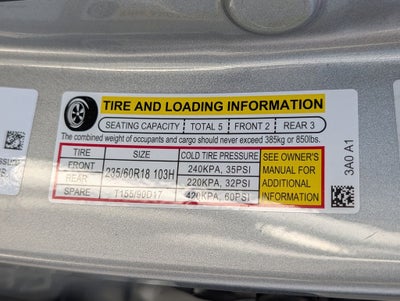 TIRE AND LOADING INFORMATION
SEATING CAPACITY TOTAL 5 FRONT 2 REAR 3
The combined weight of occupants and cargo should never exceed 385kg or 850lbs.
TIRE SIZE COLD TIRE PRESSURE SEE OWNER'S
FRONT 235/60R18 103H 240KPA, 35PSI MANUAL FOR
REAR 220KPA, 32PSI ADDITIONAL
SPARE T155/90D17 420KPA, 60PSI INFORMATION
3A0 A1